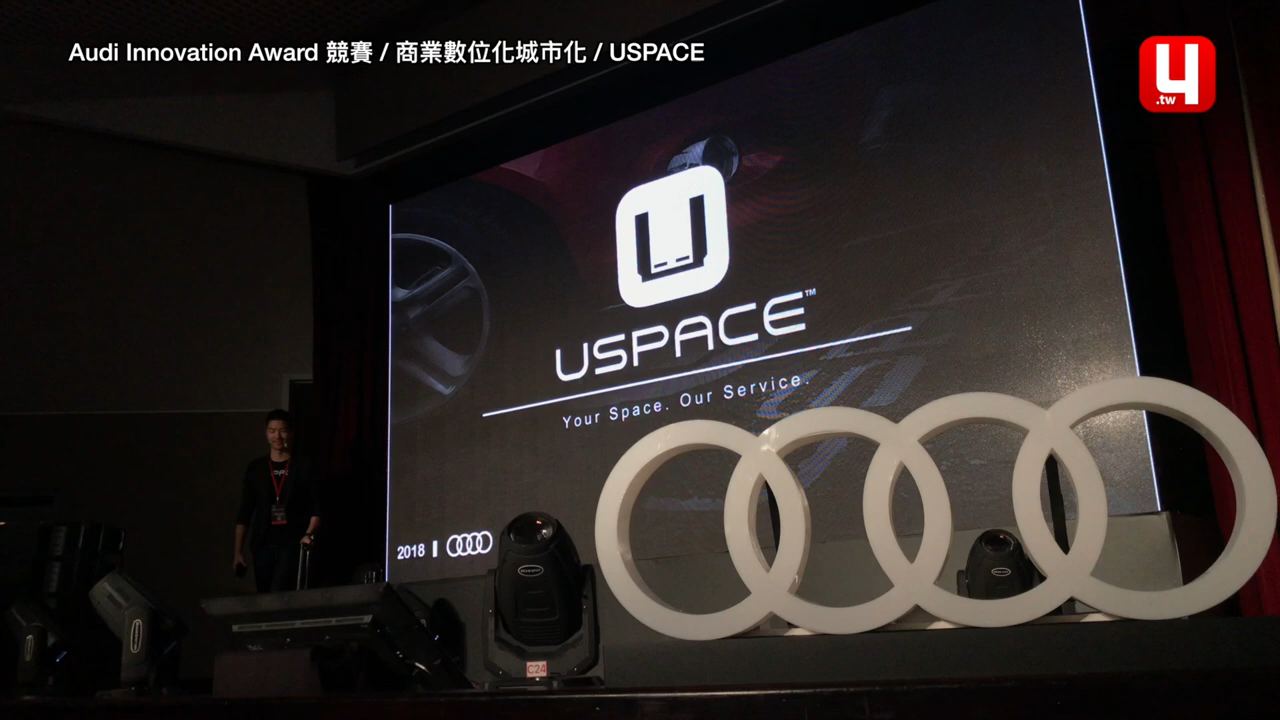 Audi Innovation Award 競賽 / 商業數位化城市化 / USPACE
.tw
USPACE™
Your Space. Our Service.
2018
C24